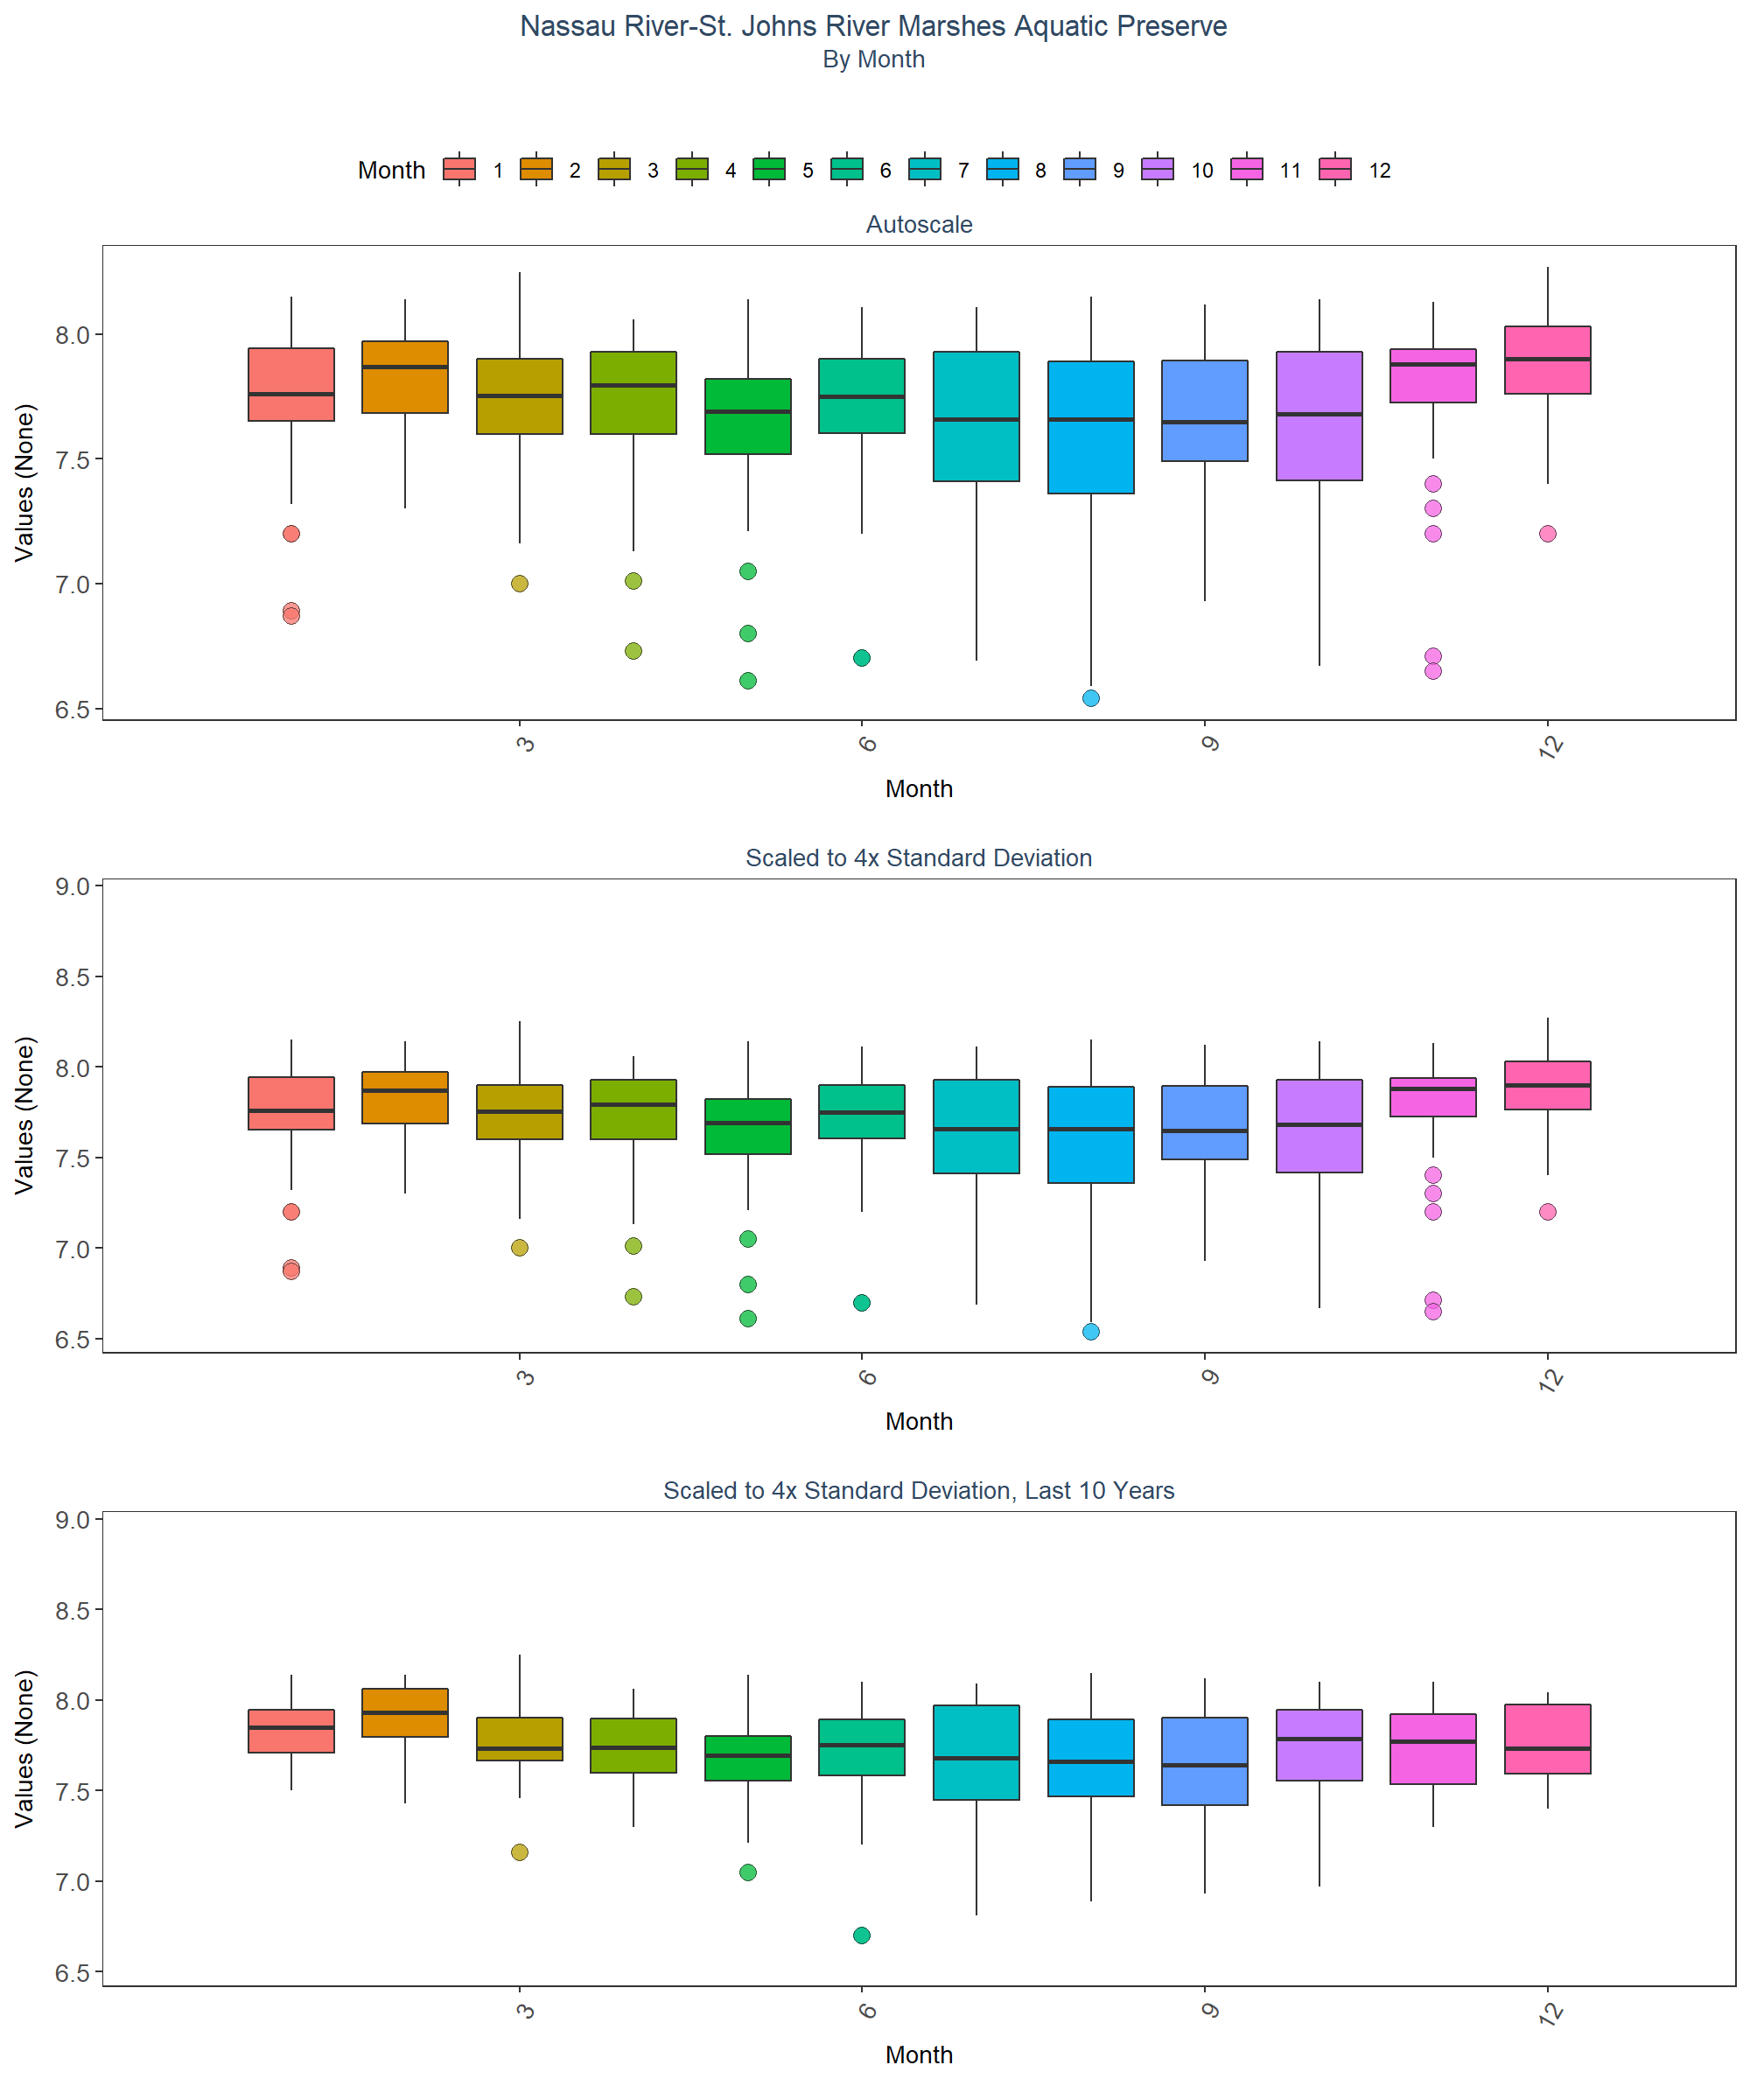 Nassau River-St. Johns River Marshes Aquatic Preserve
By Month
Month 1 2 3 4 5 6 7 8 9 10 11 12
Autoscale
Values (None)
8.0
7.5
7.0
6.5
3 6 9 12
Month
Scaled to 4x Standard Deviation
Values (None)
9.0
8.5
8.0
7.5
7.0
6.5
3 6 9 12
Month
Scaled to 4x Standard Deviation, Last 10 Years
Values (None)
9.0
8.5
8.0
7.5
7.0
6.5
3 6 9 12
Month